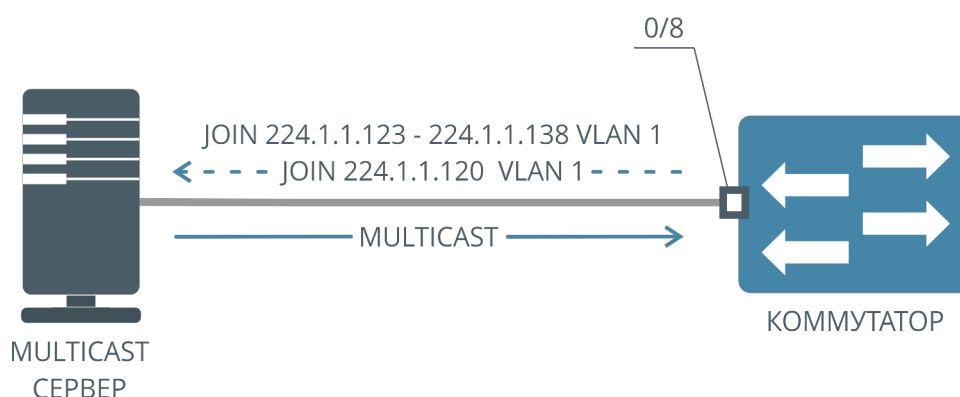 0/8
JOIN 224.1.1.123 - 224.1.1.138 VLAN 1
JOIN 224.1.1.120 VLAN 1
MULTICAST
КОММУТАТОР
MULTICAST
СЕРВЕР